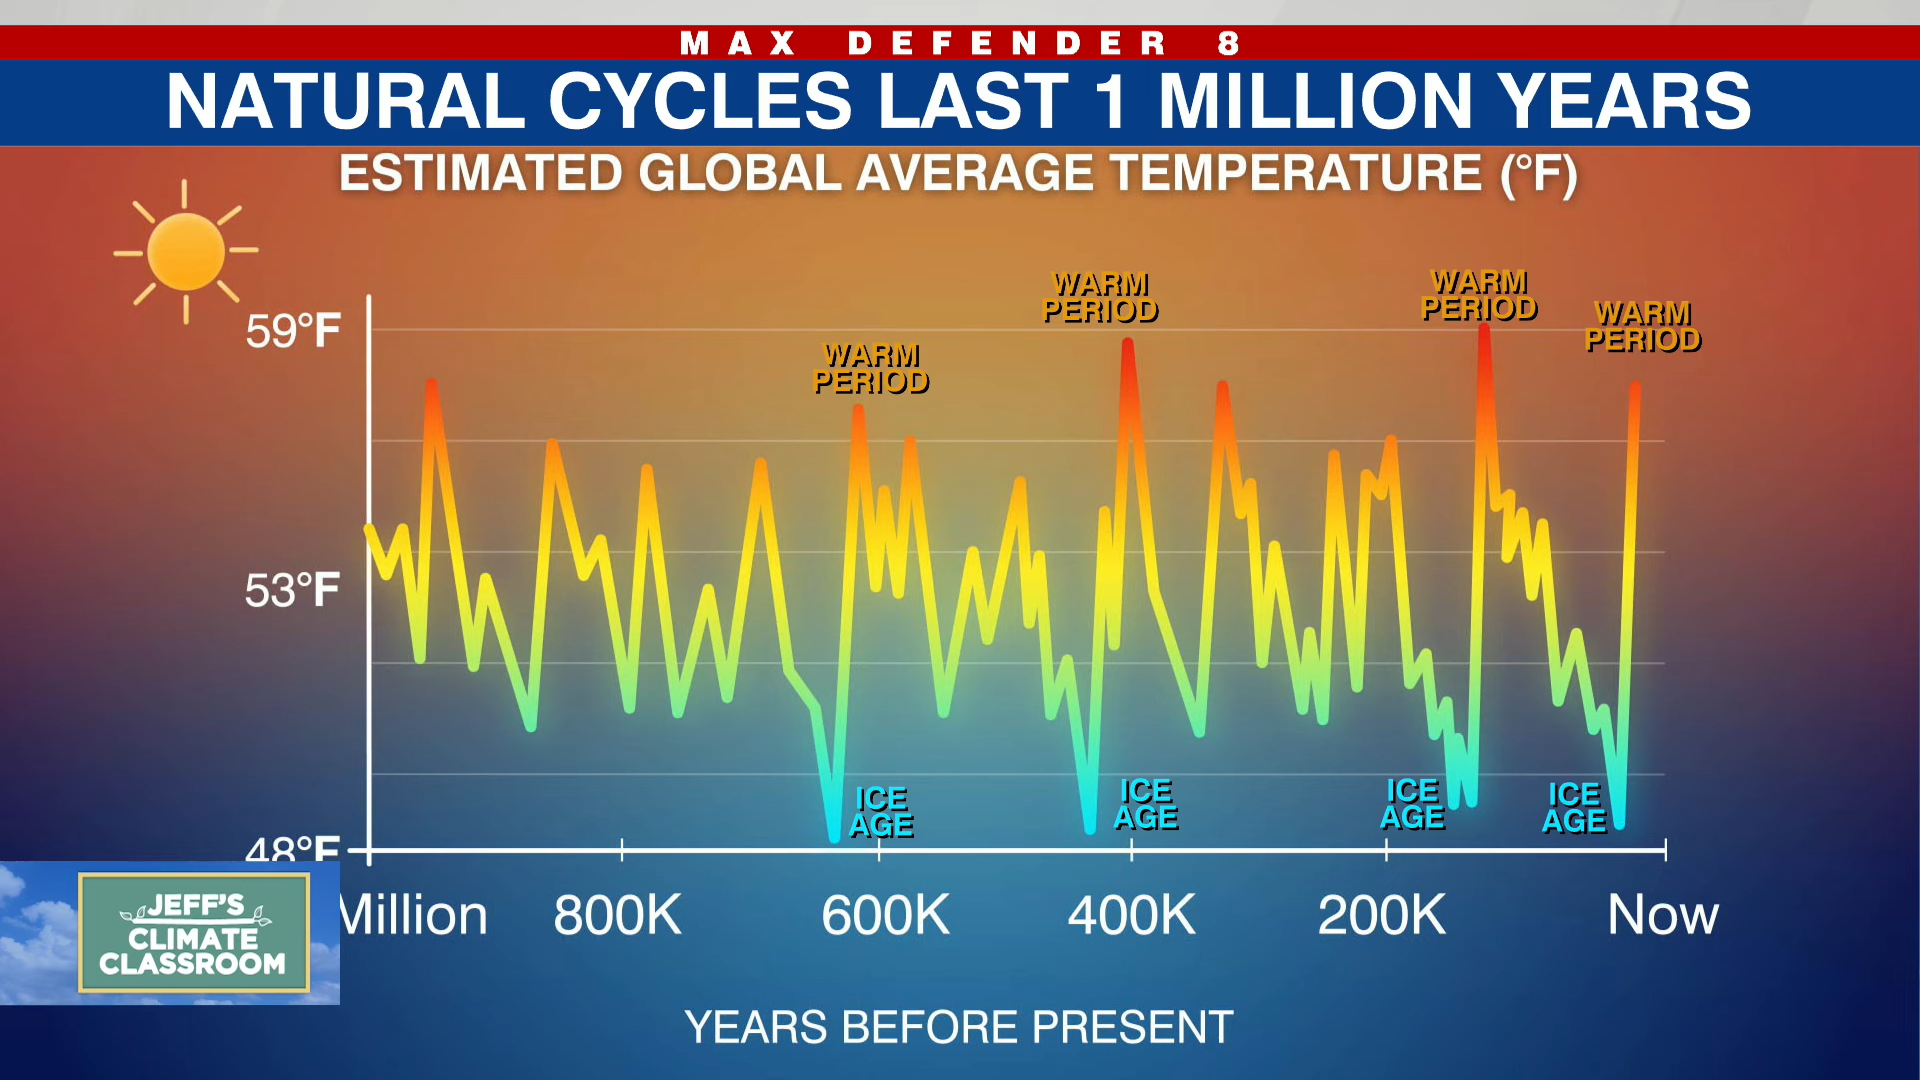 MAX DEFENDER 8
NATURAL CYCLES LAST 1 MILLION YEARS
ESTIMATED GLOBAL AVERAGE TEMPERATURE (°F)
WARM
PERIOD
WARM
PERIOD
WARM
PERIOD
WARM
PERIOD
59°F
53°F
48°F
ICE
AGE
ICE
AGE
ICE
AGE
ICE
AGE
Million 800K 600K 400K 200K Now
YEARS BEFORE PRESENT
JEFF'S
CLIMATE
CLASSROOM